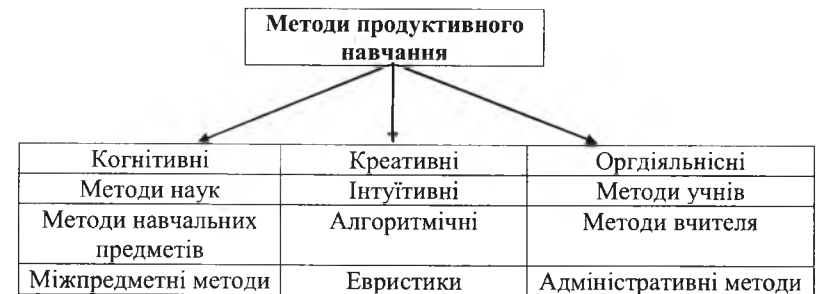 Методи продуктивного
навчання
Когнітивні Креативні Оргдіяльнісні
Методи наук Інтуїтивні Методи учнів
Методи навчальних Алгоритмічні Методи вчителя
предметів
Міжпредметні методи Евристики Адміністративні методи